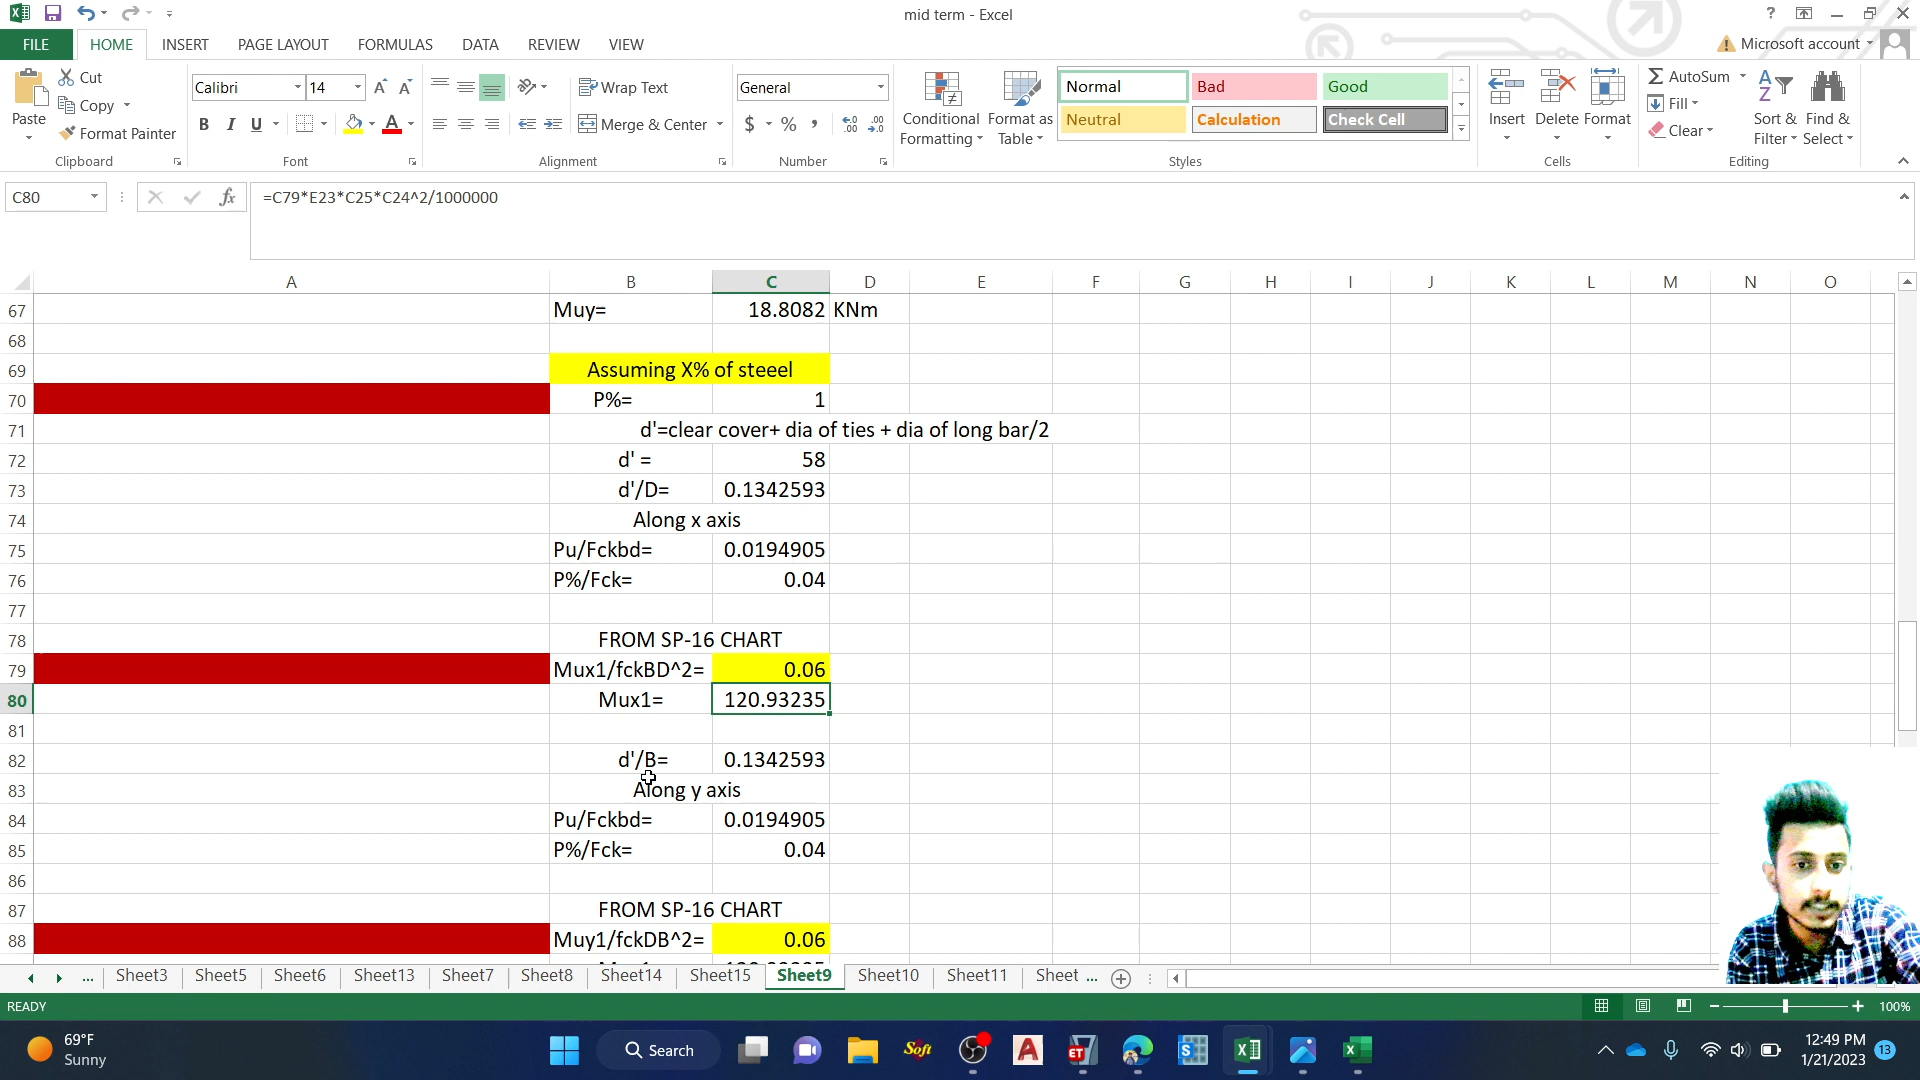 mid term - Excel
FILE HOME INSERT PAGE LAYOUT FORMULAS DATA REVIEW VIEW Microsoft account
Paste Cut Copy Format Painter Clipboard
Calibri 14 B I U Font
Wrap Text Merge & Center Alignment
General $ % , Number
Conditional Formatting Format as Table
Normal Bad Good
Neutral Calculation Check Cell
Styles
Insert Delete Format Cells
AutoSum Fill Clear Sort & Filter Find & Select Editing
C80 fx =C79*E23*C25*C24^2/1000000
A B C D E F G H I J K L M N O
67 Muy= 18.8082 KNm
68
69 Assuming X% of steeel
70 P%= 1
71 d'=clear cover+ dia of ties + dia of long bar/2
72 d' = 58
73 d'/D= 0.1342593
74 Along x axis
75 Pu/Fckbd= 0.0194905
76 P%/Fck= 0.04
77
78 FROM SP-16 CHART
79 Mux1/fckBD^2= 0.06
80 Mux1= 120.93235
81
82 d'/B= 0.1342593
83 Along y axis
84 Pu/Fckbd= 0.0194905
85 P%/Fck= 0.04
86
87 FROM SP-16 CHART
88 Muy1/fckDB^2= 0.06
... Sheet3 Sheet5 Sheet6 Sheet13 Sheet7 Sheet8 Sheet14 Sheet15 Sheet9 Sheet10 Sheet11 Sheet ...
READY 100%
69°F
Sunny
Search
Soft
ET
12:49 PM
1/21/2023
13